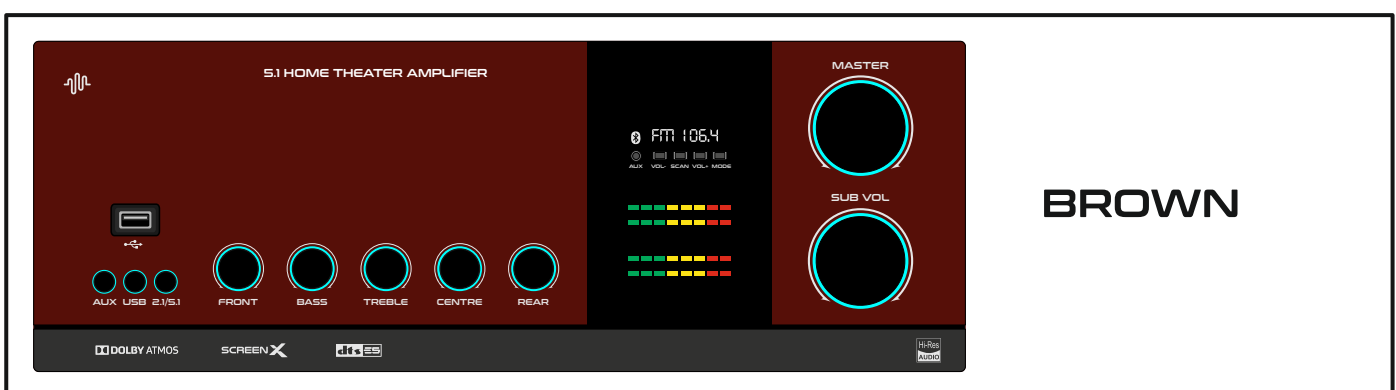 5.1 HOME THEATER AMPLIFIER
FM 106.4
AUX VOL- SCAN VOL+ MODE
MASTER
SUB VOL
AUX USB 2.1/5.1
FRONT BASS TREBLE CENTRE REAR
DOLBY ATMOS
SCREEN X
dts ES
Hi-Res
AUDIO
BROWN